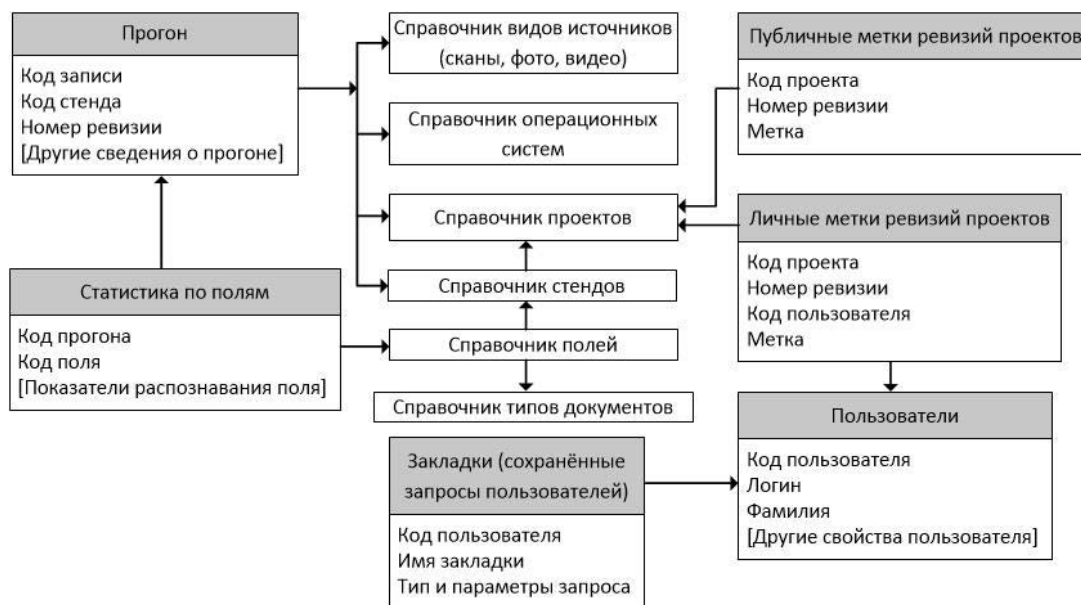 Прогон
Код записи
Код стенда
Номер ревизии
[Другие сведения о прогоне]
Статистика по полям
Код прогона
Код поля
[Показатели распознавания поля]
Справочник видов источников
(сканы, фото, видео)
Справочник операционных
систем
Справочник проектов
Справочник стендов
Справочник полей
Справочник типов документов
Закладки (сохранённые
запросы пользователей)
Код пользователя
Имя закладки
Тип и параметры запроса
Публичные метки ревизий проектов
Код проекта
Номер ревизии
Метка
Личные метки ревизий проектов
Код проекта
Номер ревизии
Код пользователя
Метка
Пользователи
Код пользователя
Логин
Фамилия
[Другие свойства пользователя]